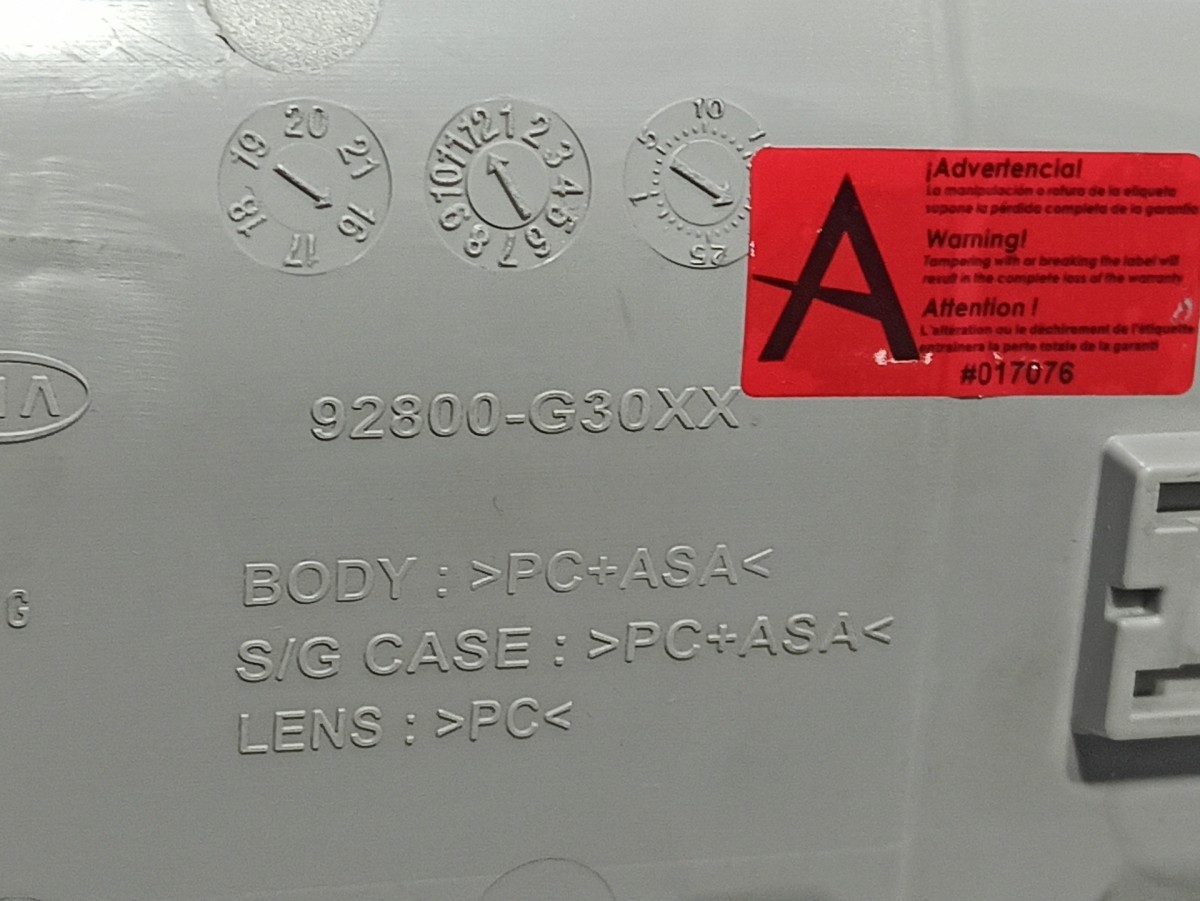 20
19
21
18
16
17
12 1 2 3 4 5 6 7 8 9 10 11
5
10
1
25
¡Advertencia!
La manipulación o rotura de la etiqueta
supone la pérdida completa de la garantía
Warning!
Tampering with or breaking the label will
result in the complete loss of the warranty
Attention !
L'altération ou le déchirement de l'étiquette
entraînera la perte totale de la garanti
#017076
92800-G30XX
BODY : >PC+ASA<
G
S/G CASE : >PC+ASA<
LENS : >PC<